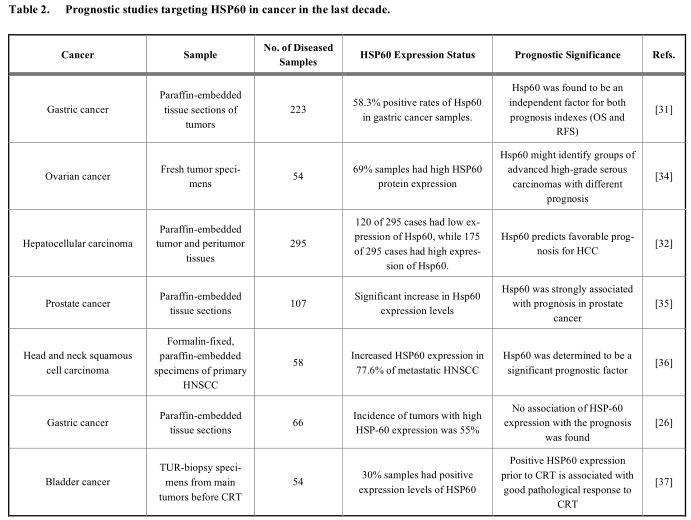 Table 2. Prognostic studies targeting HSP60 in cancer in the last decade.
Cancer
Sample
No. of Diseased
Samples
HSP60 Expression Status
Prognostic Significance
Refs.
Gastric cancer
Paraffin-embedded
tissue sections of
tumors
223
58.3% positive rates of Hsp60
in gastric cancer samples.
Hsp60 was found to be an
independent factor for both
prognosis indexes (OS and
RFS)
[31]
Ovarian cancer
Fresh tumor speci-
mens
54
69% samples had high HSP60
protein expression
Hsp60 might identify groups of
advanced high-grade serous
carcinomas with different
prognosis
[34]
Hepatocellular carcinoma
Paraffin-embedded
tumor and peritumor
tissues
295
120 of 295 cases had low ex-
pression of Hsp60, while 175
of 295 cases had high expres-
sion of Hsp60.
Hsp60 predicts favorable prog-
nosis for HCC
[32]
Prostate cancer
Paraffin-embedded
tissue sections
107
Significant increase in Hsp60
expression levels
Hsp60 was strongly associated
with prognosis in prostate
cancer
[35]
Head and neck squamous
cell carcinoma
Formalin-fixed,
paraffin-embedded
specimens of primary
HNSCC
58
Increased HSP60 expression in
77.6% of metastatic HNSCC
Hsp60 was determined to be a
significant prognostic factor
[36]
Gastric cancer
Paraffin-embedded
tissue sections
66
Incidence of tumors with high
HSP-60 expression was 55%
No association of HSP-60
expression with the prognosis
was found
[26]
Bladder cancer
TUR-biopsy speci-
mens from main
tumors before CRT
54
30% samples had positive
expression levels of HSP60
Positive HSP60 expression
prior to CRT is associated with
good pathological response to
CRT
[37]